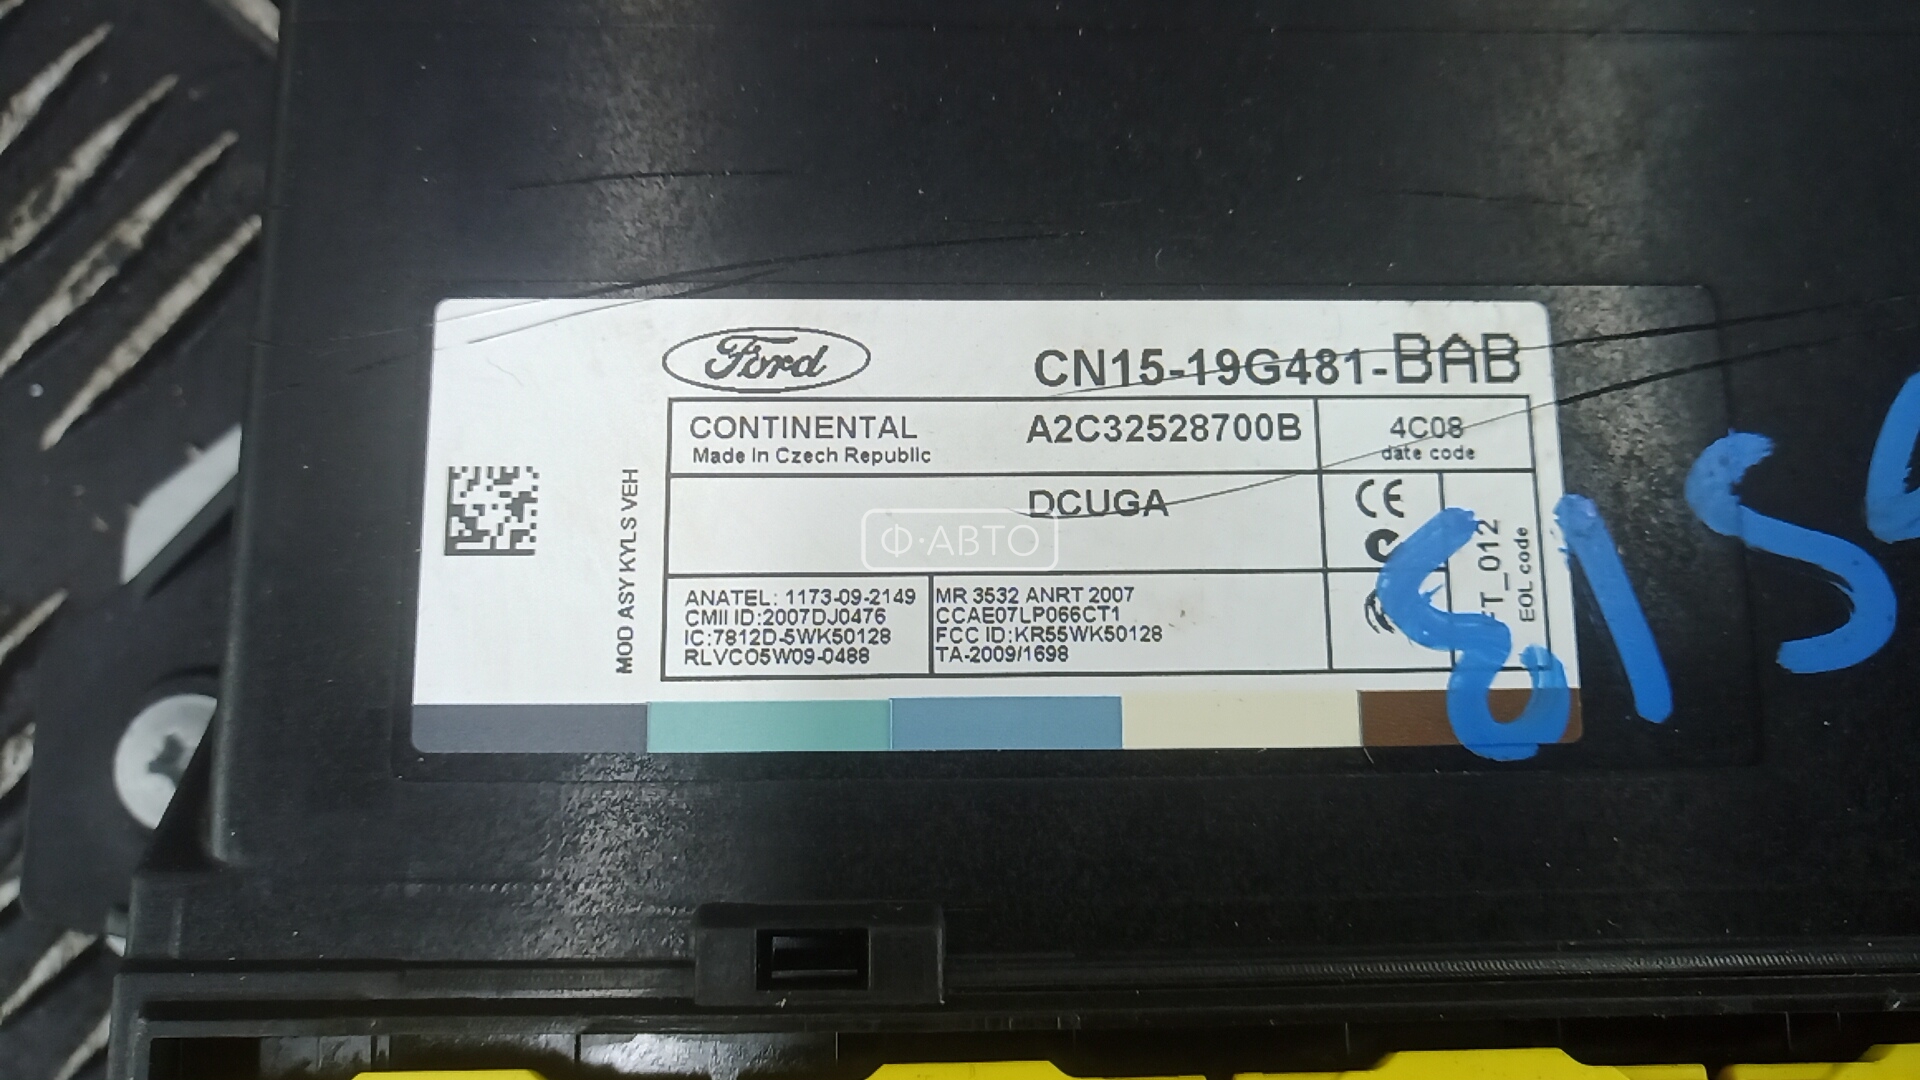 Ford
CN15-19G481-BAB
CONTINENTAL A2C32528700B 4C08
Made In Czech Republic date code
DCUGA CE
Ф·АВТО
MOD ASY KYLS VEH
ANATEL: 1173-09-2149
CMII ID:2007DJ0476
IC:7812D-5WK50128
RLVCO5W09-0488
MR 3532 ANRT 2007
CCAE07LP066CT1
FCC ID:KR55WK50128
TA-2009/1698
EOL code